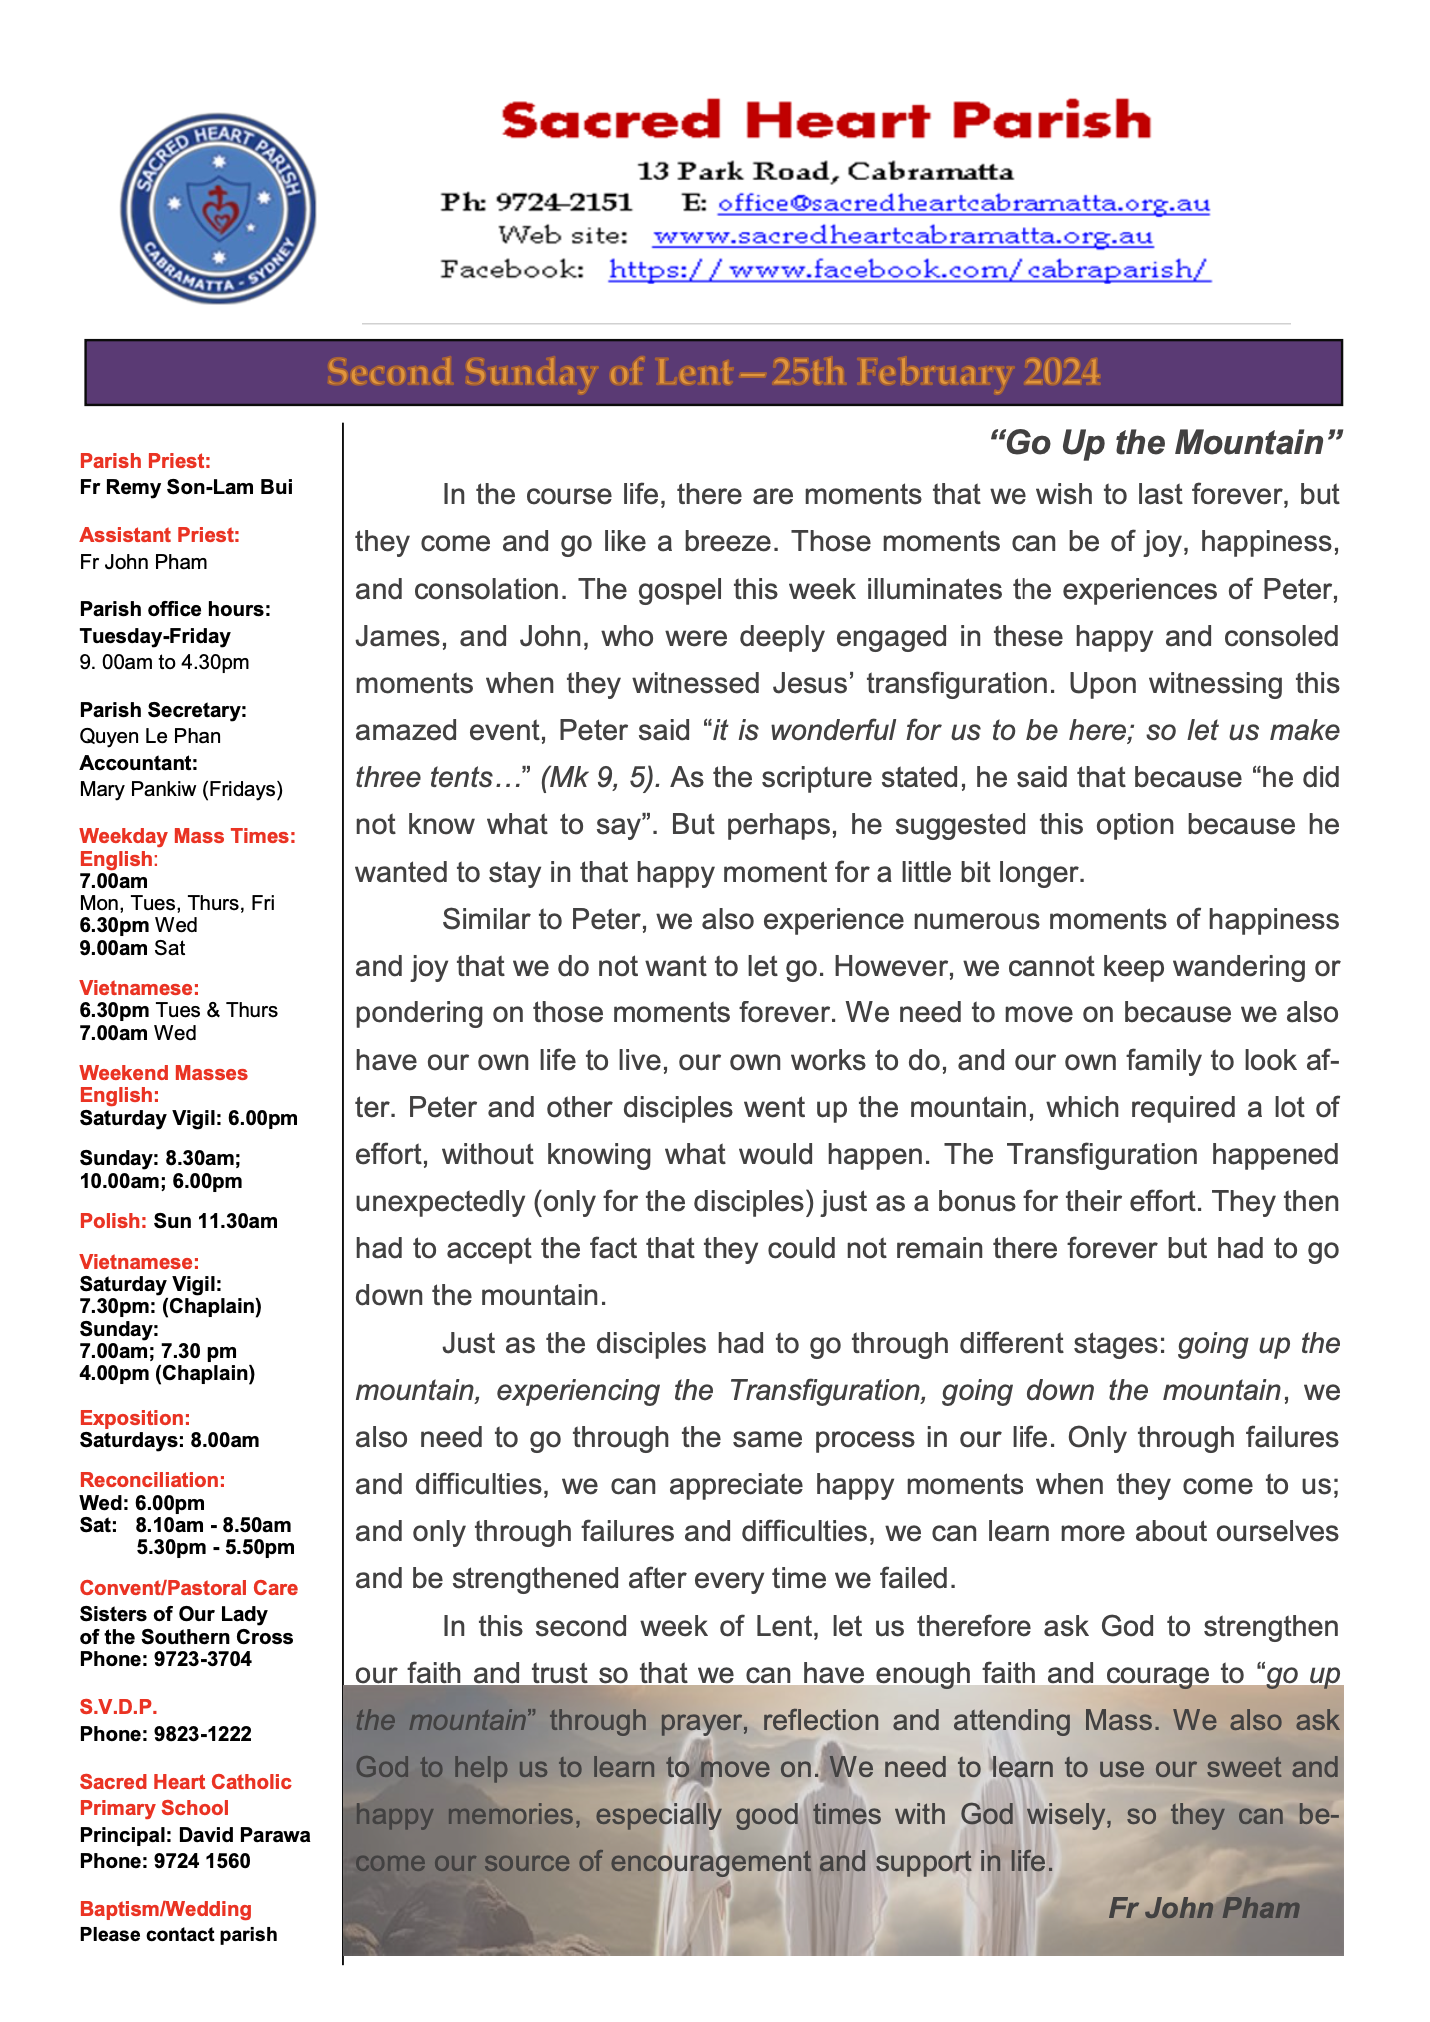 SACRED HEART PARISH
CABRAMATTA - SYDNEY
Sacred Heart Parish
13 Park Road, Cabramatta
Ph: 9724-2151 E: office@sacredheartcabramatta.org.au
Web site: www.sacredheartcabramatta.org.au
Facebook: https://www.facebook.com/cabraparish/
Second Sunday of Lent—25th February 2024
Parish Priest:
Fr Remy Son-Lam Bui
Assistant Priest:
Fr John Pham
Parish office hours:
Tuesday-Friday
9. 00am to 4.30pm
Parish Secretary:
Quyen Le Phan
Accountant:
Mary Pankiw (Fridays)
Weekday Mass Times:
English:
7.00am
Mon, Tues, Thurs, Fri
6.30pm Wed
9.00am Sat
Vietnamese:
6.30pm Tues & Thurs
7.00am Wed
Weekend Masses
English:
Saturday Vigil: 6.00pm
Sunday: 8.30am;
10.00am; 6.00pm
Polish: Sun 11.30am
Vietnamese:
Saturday Vigil:
7.30pm: (Chaplain)
Sunday:
7.00am; 7.30 pm
4.00pm (Chaplain)
Exposition:
Saturdays: 8.00am
Reconciliation:
Wed: 6.00pm
Sat: 8.10am - 8.50am
5.30pm - 5.50pm
Convent/Pastoral Care
Sisters of Our Lady
of the Southern Cross
Phone: 9723-3704
S.V.D.P.
Phone: 9823-1222
Sacred Heart Catholic
Primary School
Principal: David Parawa
Phone: 9724 1560
Baptism/Wedding
Please contact parish
“Go Up the Mountain”
In the course life, there are moments that we wish to last forever, but
they come and go like a breeze. Those moments can be of joy, happiness,
and consolation. The gospel this week illuminates the experiences of Peter,
James, and John, who were deeply engaged in these happy and consoled
moments when they witnessed Jesus’ transfiguration. Upon witnessing this
amazed event, Peter said “it is wonderful for us to be here; so let us make
three tents…” (Mk 9, 5). As the scripture stated, he said that because “he did
not know what to say”. But perhaps, he suggested this option because he
wanted to stay in that happy moment for a little bit longer.
Similar to Peter, we also experience numerous moments of happiness
and joy that we do not want to let go. However, we cannot keep wandering or
pondering on those moments forever. We need to move on because we also
have our own life to live, our own works to do, and our own family to look af-
ter. Peter and other disciples went up the mountain, which required a lot of
effort, without knowing what would happen. The Transfiguration happened
unexpectedly (only for the disciples) just as a bonus for their effort. They then
had to accept the fact that they could not remain there forever but had to go
down the mountain.
Just as the disciples had to go through different stages: going up the
mountain, experiencing the Transfiguration, going down the mountain, we
also need to go through the same process in our life. Only through failures
and difficulties, we can appreciate happy moments when they come to us;
and only through failures and difficulties, we can learn more about ourselves
and be strengthened after every time we failed.
In this second week of Lent, let us therefore ask God to strengthen
our faith and trust so that we can have enough faith and courage to “go up
the mountain” through prayer, reflection and attending Mass. We also ask
God to help us to learn to move on. We need to learn to use our sweet and
happy memories, especially good times with God wisely, so they can be-
come our source of encouragement and support in life.
Fr John Pham